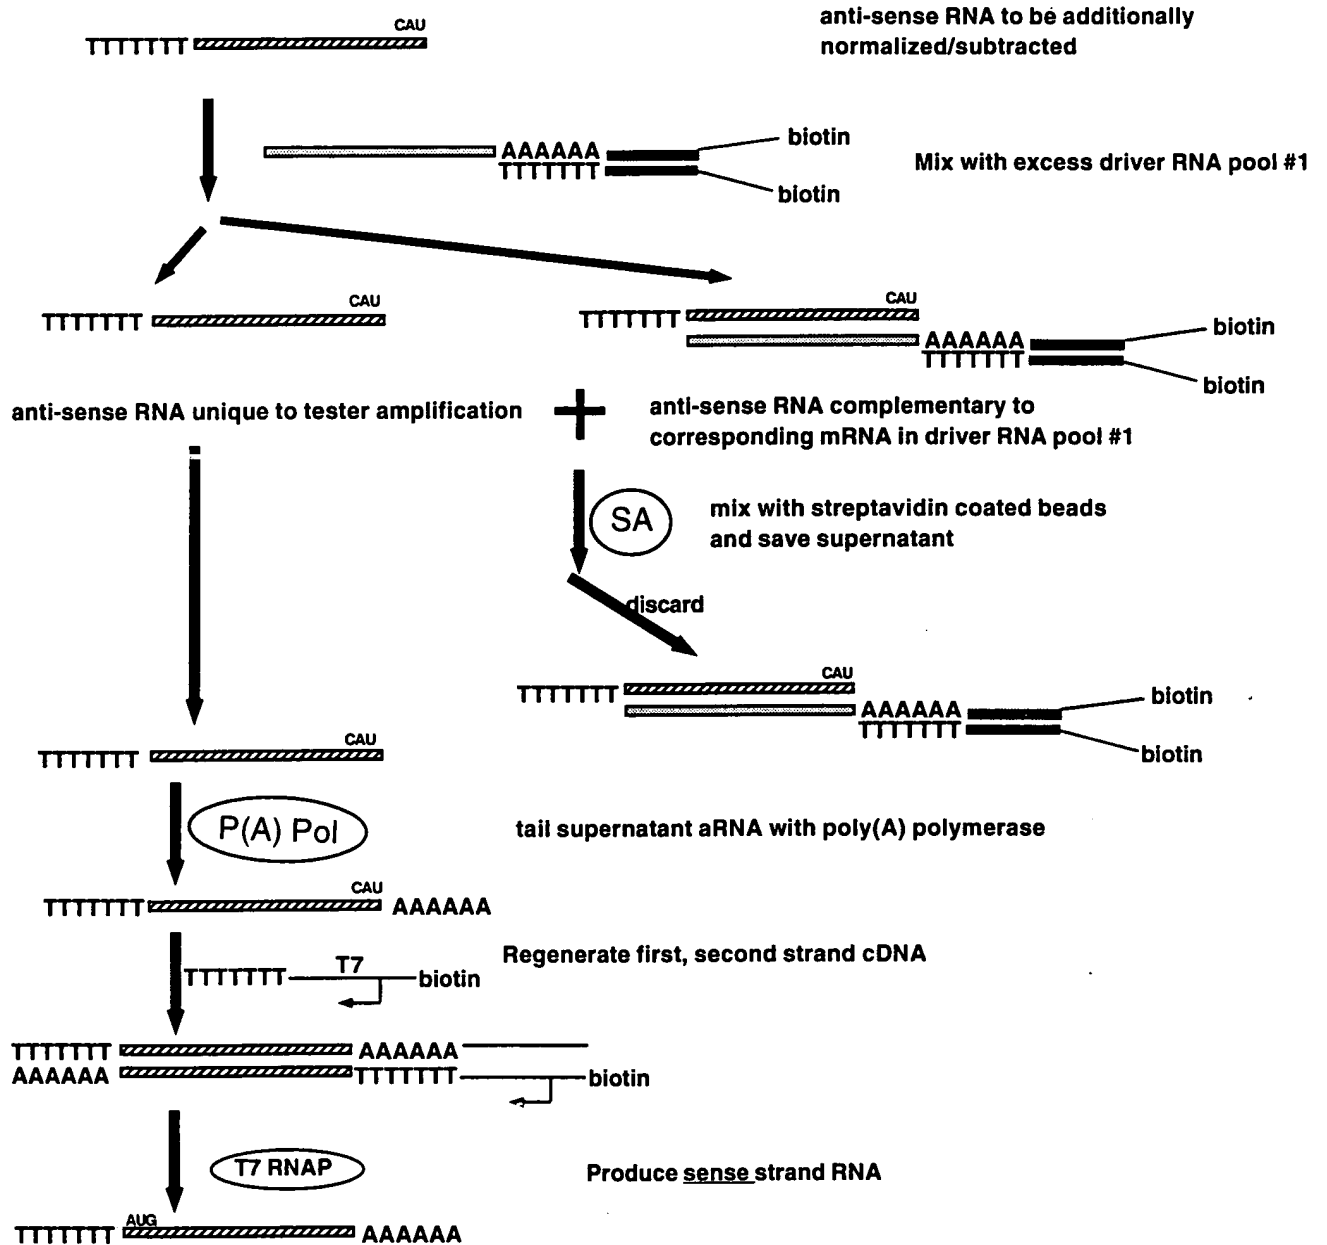 CAU
TTTTTTT
anti-sense RNA to be additionally
normalized/subtracted
AAAAAA
TTTTTTT
biotin
biotin
Mix with excess driver RNA pool #1
CAU
TTTTTTT
CAU
TTTTTTT
AAAAAA
TTTTTTT
biotin
biotin
anti-sense RNA unique to tester amplification
+
anti-sense RNA complementary to
corresponding mRNA in driver RNA pool #1
SA
mix with streptavidin coated beads
and save supernatant
discard
CAU
TTTTTTT
AAAAAA
TTTTTTT
biotin
biotin
CAU
TTTTTTT
P(A) Pol
tail supernatant aRNA with poly(A) polymerase
CAU
TTTTTTT
AAAAAA
Regenerate first, second strand cDNA
TTTTTTT
T7
biotin
TTTTTTT
AAAAAA
AAAAAA
TTTTTTT
biotin
T7 RNAP
Produce sense strand RNA
AUG
TTTTTTT
AAAAAA